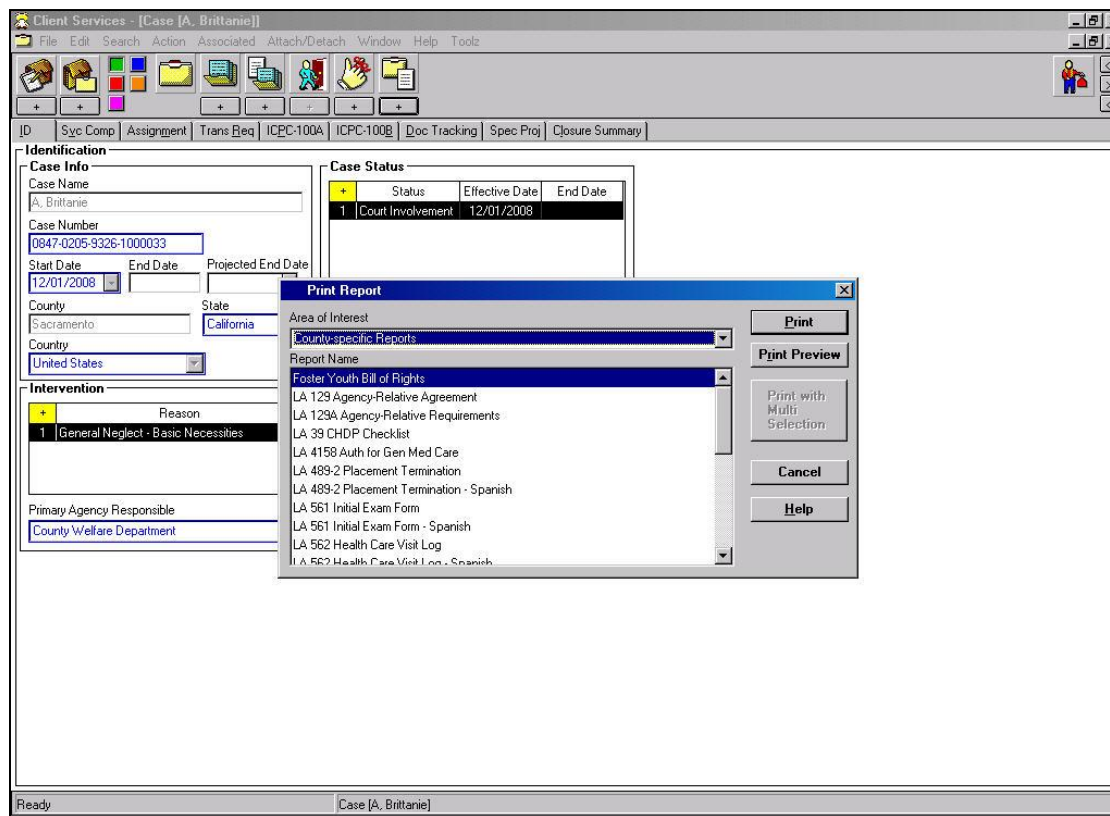 Client Services - [Case [A, Brittanie]]
File Edit Search Action Associated Attach/Detach Window Help Toolz
+ + + + + + +
ID Svc Comp Assignment Trans Req ICPC-100A ICPC-100B Doc Tracking Spec Proj Closure Summary
Identification
Case Info
Case Name
A, Brittanie
Case Number
0847-0205-9326-1000033
Start Date End Date Projected End Date
12/01/2008
County State
Sacramento California
Country
United States
Case Status
+ Status Effective Date End Date
1 Court Involvement 12/01/2008
Intervention
+ Reason
1 General Neglect - Basic Necessities
Primary Agency Responsible
County Welfare Department
Print Report
Area of Interest
County-specific Reports
Report Name
Foster Youth Bill of Rights
LA 129 Agency-Relative Agreement
LA 129A Agency-Relative Requirements
LA 39 CHDP Checklist
LA 4158 Auth for Gen Med Care
LA 489-2 Placement Termination
LA 489-2 Placement Termination - Spanish
LA 561 Initial Exam Form
LA 561 Initial Exam Form - Spanish
LA 562 Health Care Visit Log
LA 562 Health Care Visit Log - Spanish
Print
Print Preview
Print with
Multi
Selection
Cancel
Help
Ready Case [A, Brittanie]